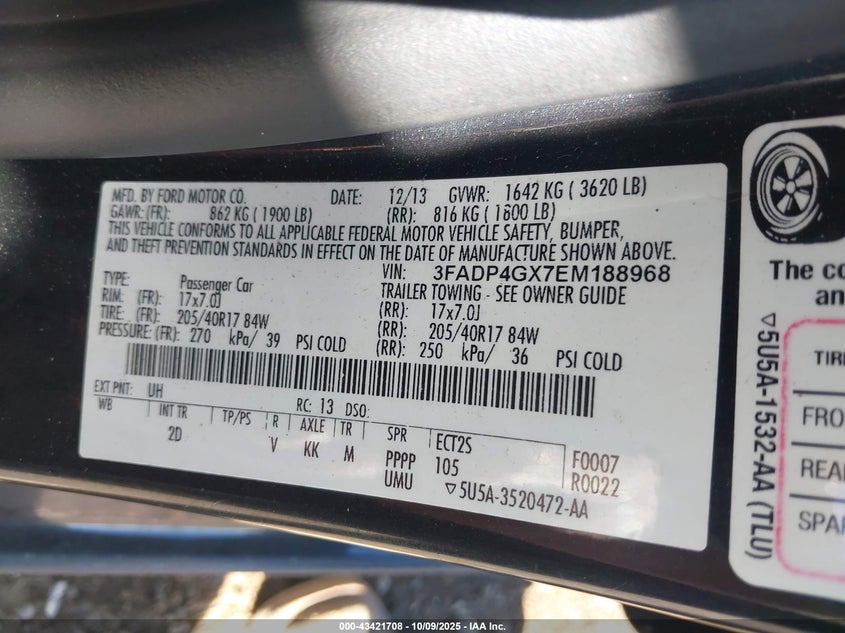 MFD. BY FORD MOTOR CO. DATE: 12/13 GVWR: 1642 KG ( 3620 LB)
GAWR: (FR): 862 KG ( 1900 LB) (RR): 816 KG ( 1800 LB)
THIS VEHICLE CONFORMS TO ALL APPLICABLE FEDERAL MOTOR VEHICLE SAFETY, BUMPER,
AND THEFT PREVENTION STANDARDS IN EFFECT ON THE DATE OF MANUFACTURE SHOWN ABOVE.
VIN: 3FADP4GX7EM188968
TYPE: Passenger Car TRAILER TOWING - SEE OWNER GUIDE
RIM: (FR): 17x7.0J (RR): 17x7.0J
TIRE: (FR): 205/40R17 84W (RR): 205/40R17 84W
PRESSURE: (FR): 270 kPa/ 39 PSI COLD (RR): 250 kPa/ 36 PSI COLD
EXT PNT: UH RC: 13 DSO:
WB INT TR TP/PS R AXLE TR SPR ECT2S
2D V KK M PPPP 105 F0007
UMU R0022
▽5U5A-3520472-AA
The co
an
▽5U5A-1532-AA (TLU)
TIRE
FRO
REAR
SPAR
000-43421708 - 10/09/2025 - IAA Inc.